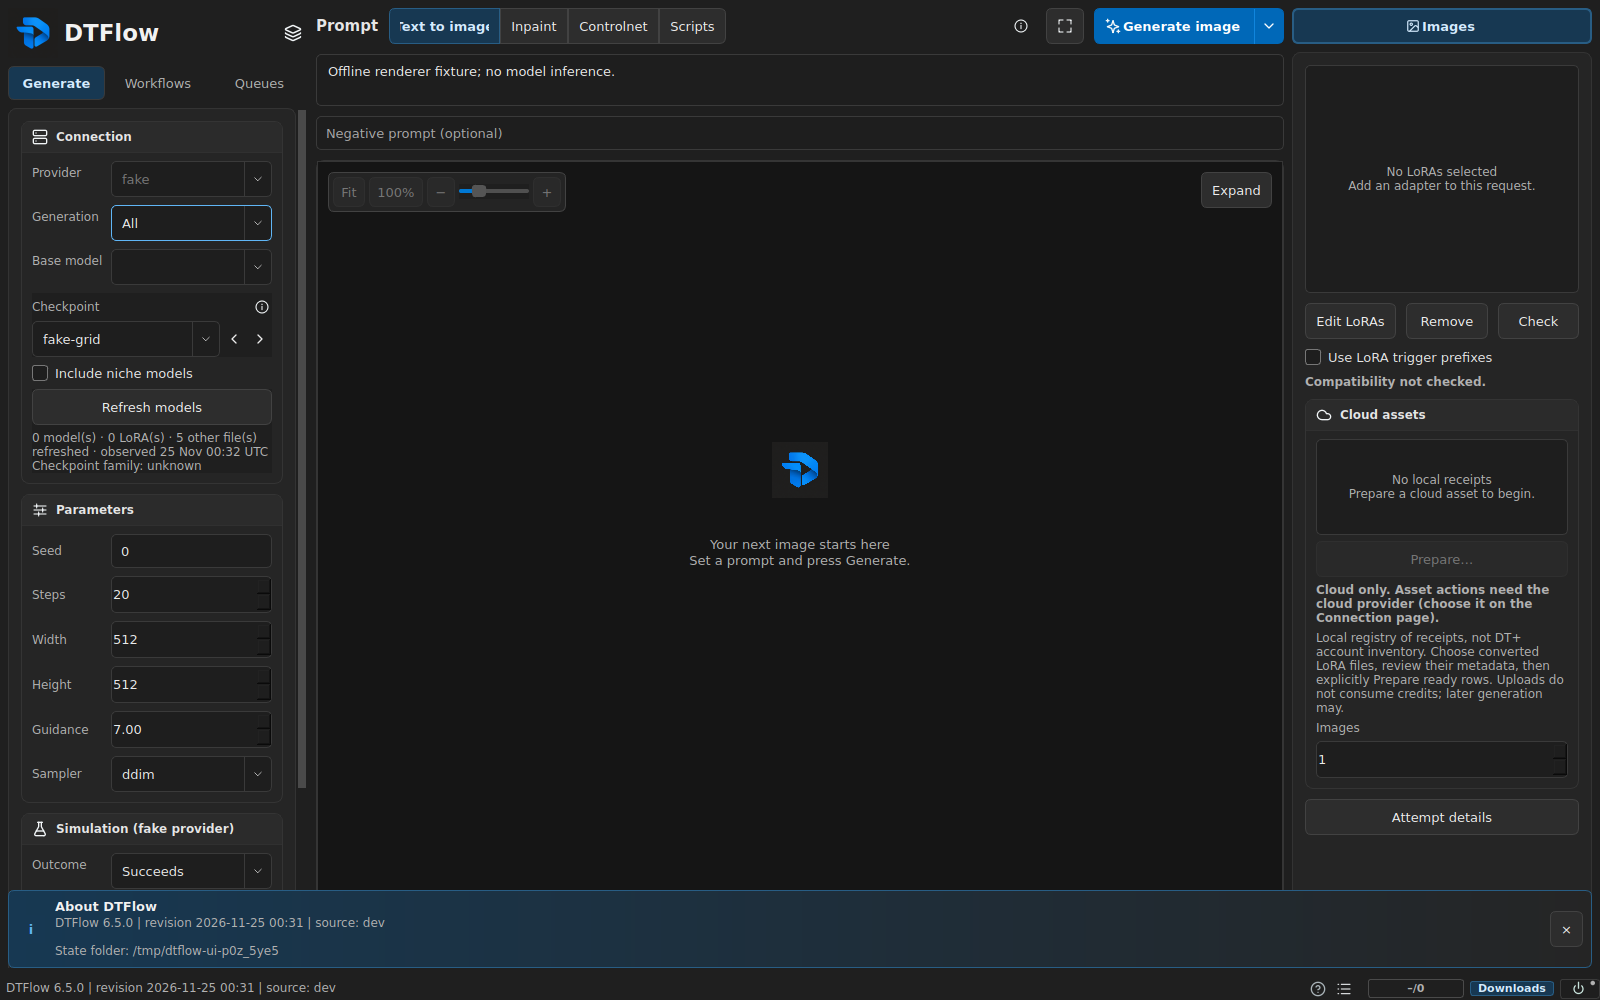 DTFlow
Generate
Workflows
Queues
Connection
Provider
fake
Generation
All
Base model
Checkpoint
fake-grid
Include niche models
Refresh models
0 model(s) · 0 LoRA(s) · 5 other file(s)
refreshed · observed 25 Nov 00:32 UTC
Checkpoint family: unknown
Parameters
Seed
0
Steps
20
Width
512
Height
512
Guidance
7.00
Sampler
ddim
Simulation (fake provider)
Outcome
Succeeds
Prompt
Text to image
Inpaint
Controlnet
Scripts
Generate image
Offline renderer fixture; no model inference.
Negative prompt (optional)
Fit
100%
−
+
Expand
Your next image starts here
Set a prompt and press Generate.
Images
No LoRAs selected
Add an adapter to this request.
Edit LoRAs
Remove
Check
Use LoRA trigger prefixes
Compatibility not checked.
Cloud assets
No local receipts
Prepare a cloud asset to begin.
Prepare...
Cloud only. Asset actions need the
cloud provider (choose it on the
Connection page).
Local registry of receipts, not DT+
account inventory. Choose converted
LoRA files, review their metadata, then
explicitly Prepare ready rows. Uploads do
not consume credits; later generation
may.
Images
1
Attempt details
About DTFlow
DTFlow 6.5.0 | revision 2026-11-25 00:31 | source: dev
State folder: /tmp/dtflow-ui-p0z_5ye5
DTFlow 6.5.0 | revision 2026-11-25 00:31 | source: dev
-/0
Downloads